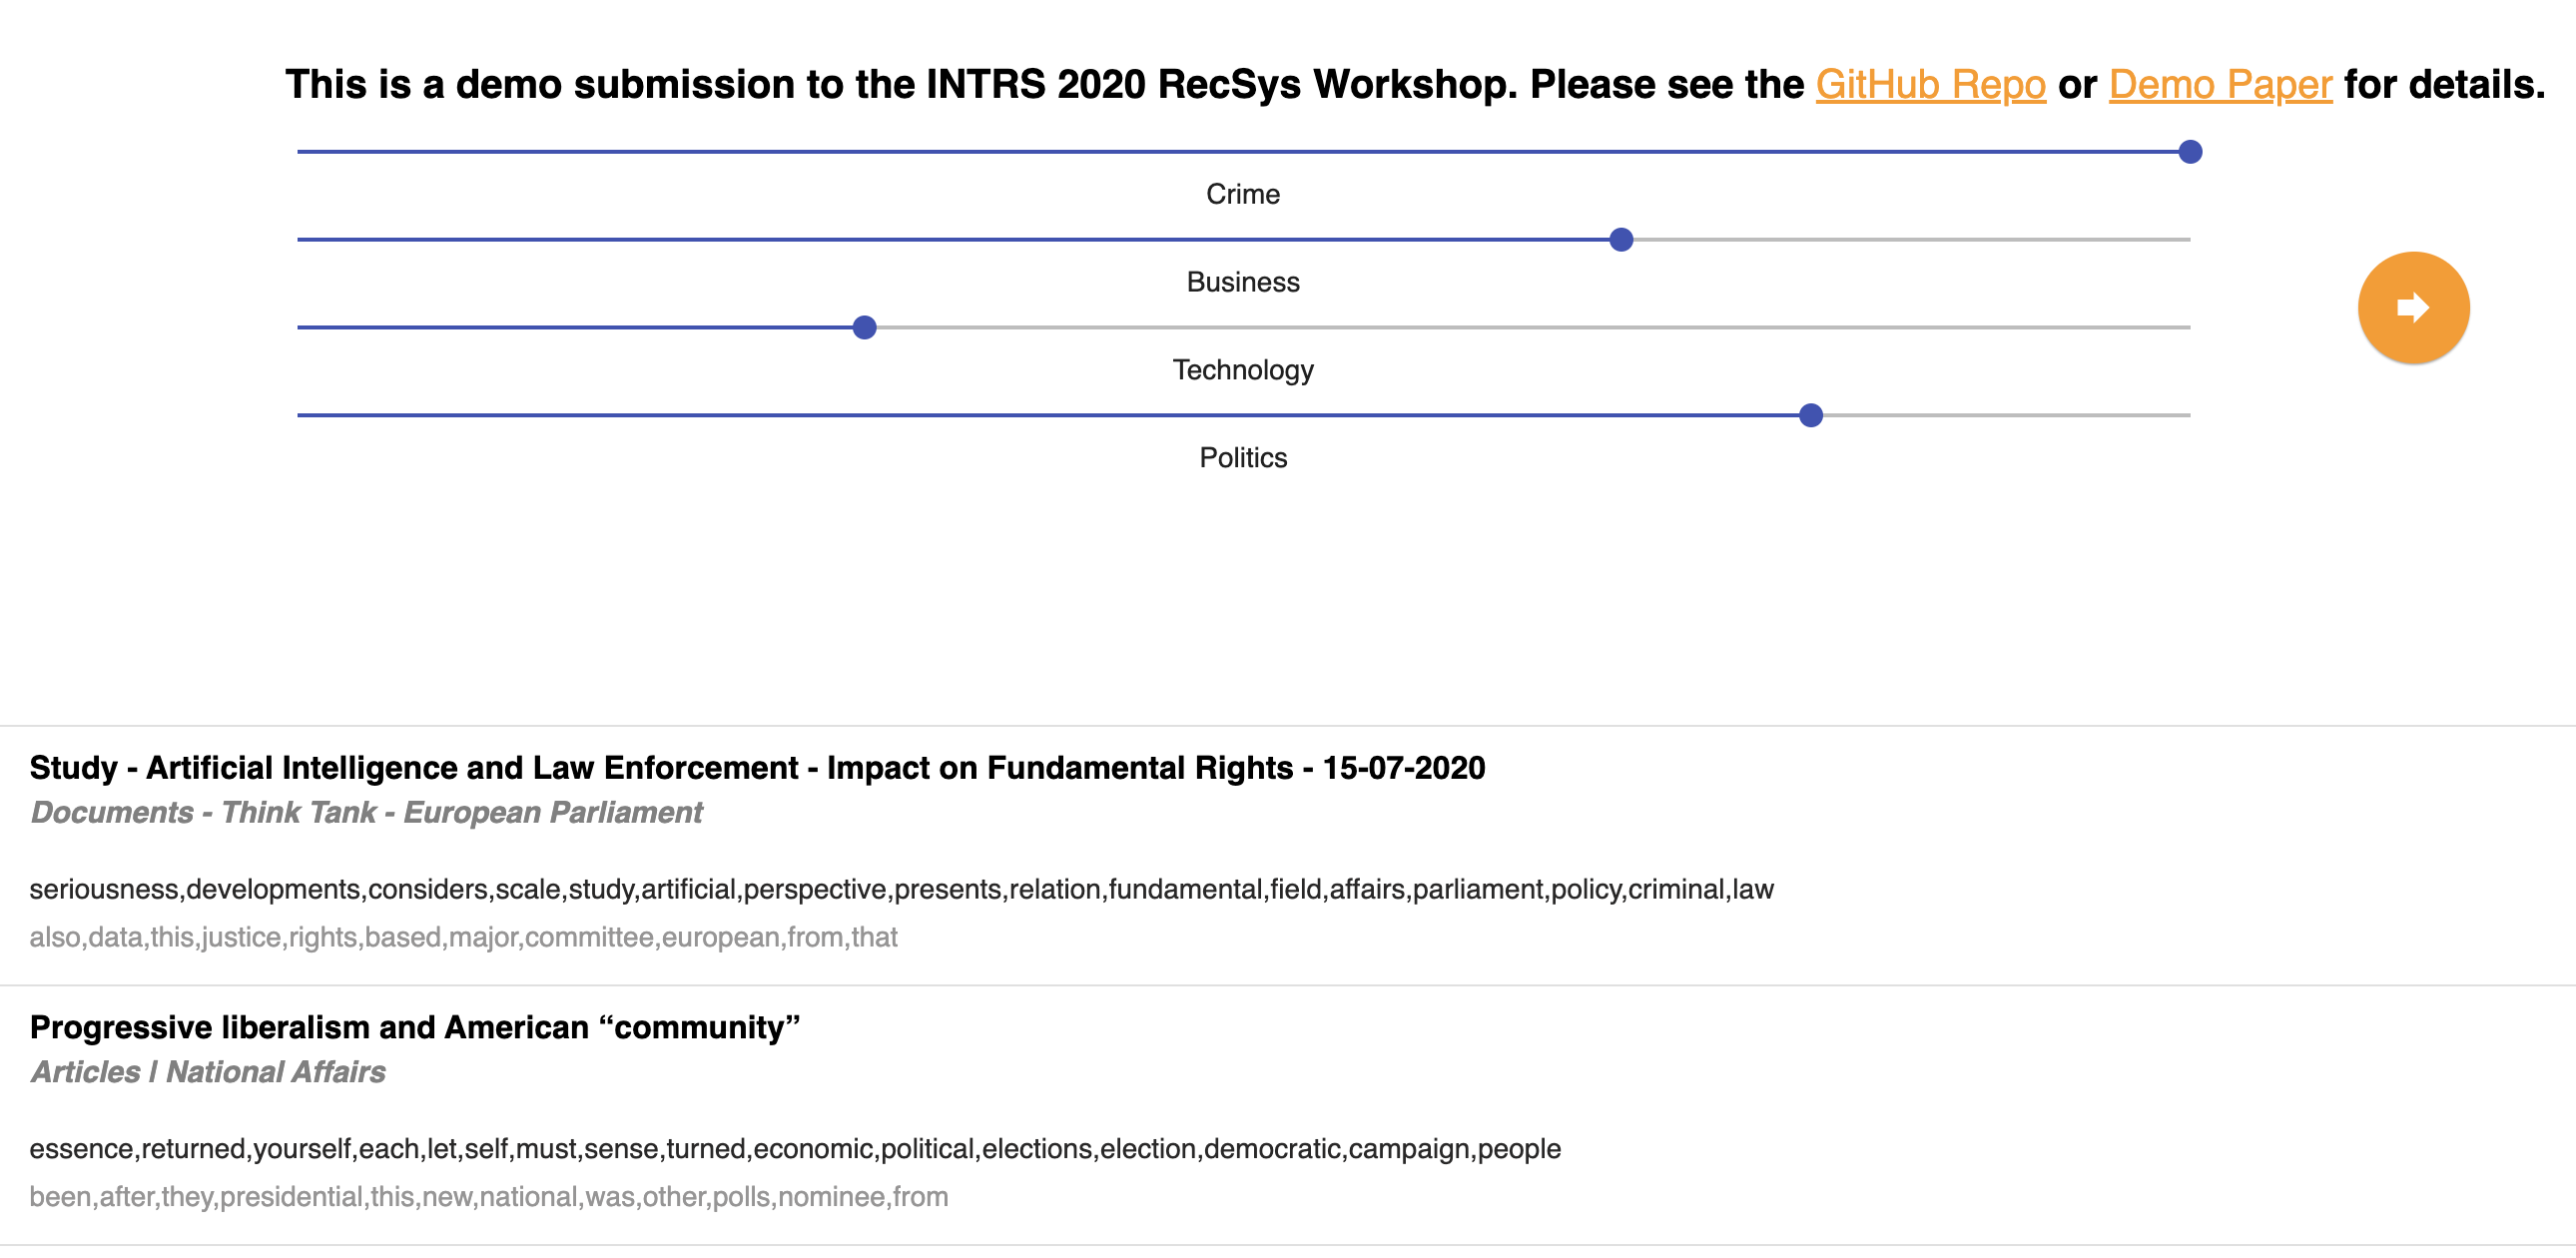 This is a demo submission to the INTRS 2020 RecSys Workshop. Please see the GitHub Repo or Demo Paper for details.
Crime
Business
Technology
Politics
Study - Artificial Intelligence and Law Enforcement - Impact on Fundamental Rights - 15-07-2020
Documents - Think Tank - European Parliament
seriousness,developments,considers,scale,study,artificial,perspective,presents,relation,fundamental,field,affairs,parliament,policy,criminal,law
also,data,this,justice,rights,based,major,committee,european,from,that
Progressive liberalism and American “community”
Articles | National Affairs
essence,returned,yourself,each,let,self,must,sense,turned,economic,political,elections,election,democratic,campaign,people
been,after,they,presidential,this,new,national,was,other,polls,nominee,from